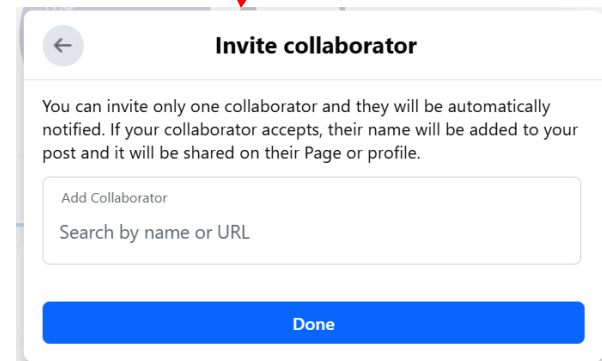 Invite collaborator
You can invite only one collaborator and they will be automatically
notified. If your collaborator accepts, their name will be added to your
post and it will be shared on their Page or profile.
Add Collaborator
Search by name or URL
Done